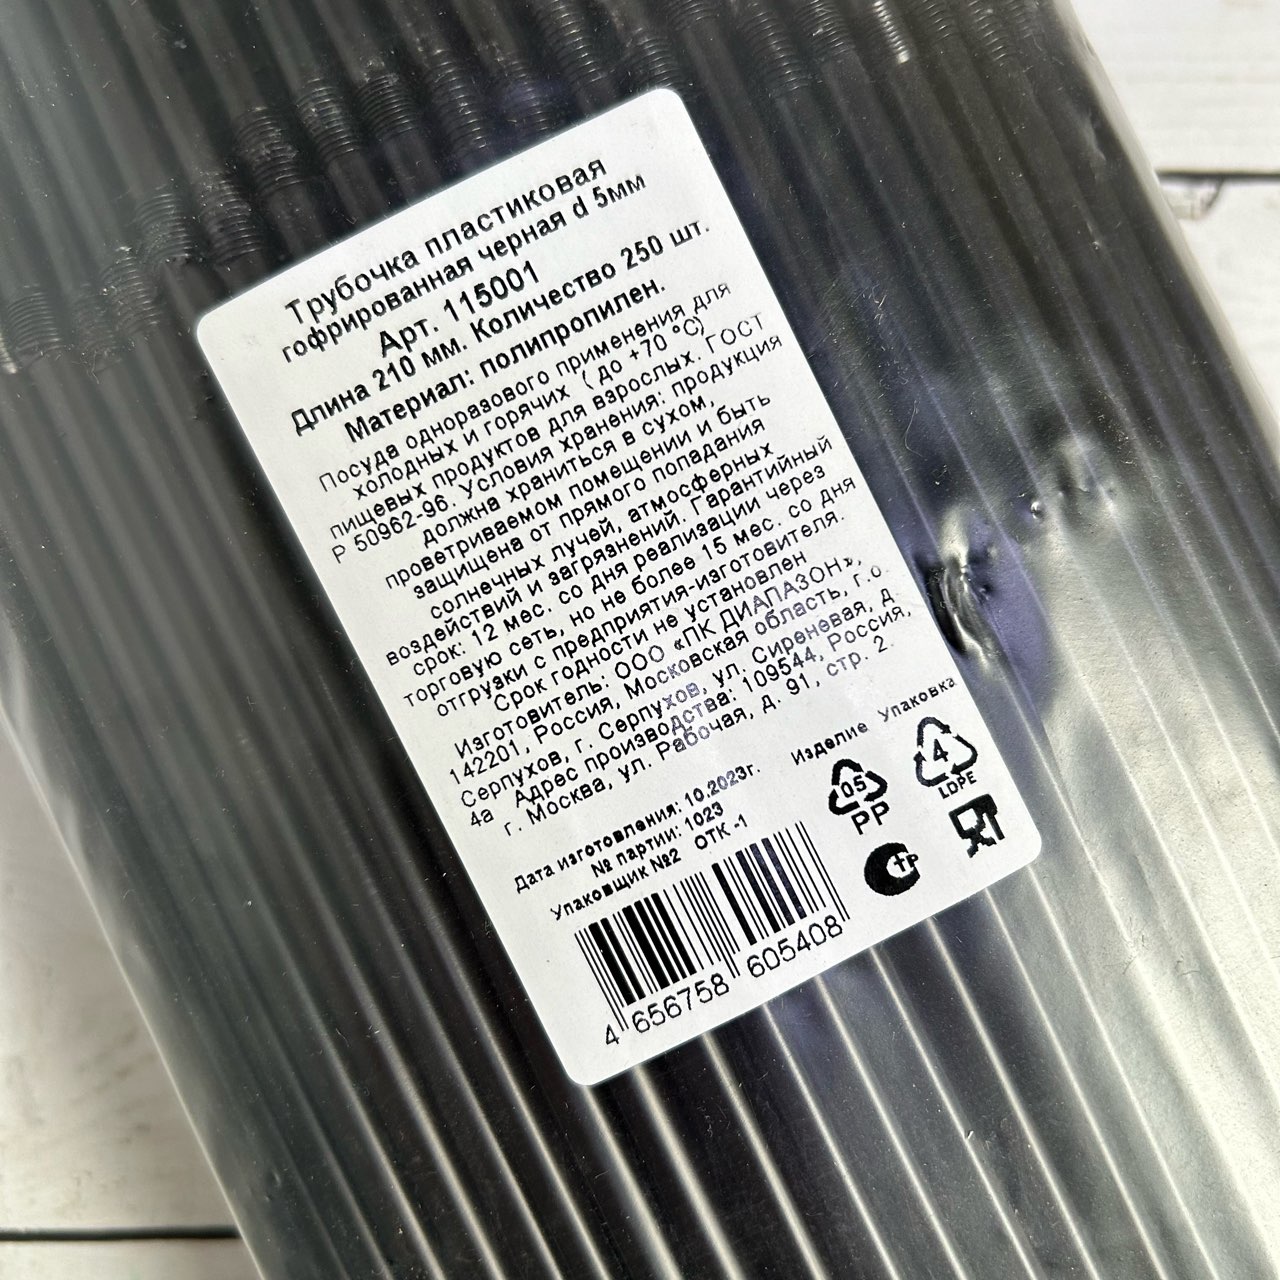 Трубочка пластиковая
гофрированная черная d 5мм
Арт. 115001
Длина 210 мм. Количество 250 шт.
Материал: полипропилен.
Посуда одноразового применения для
холодных и горячих (до +70 °С)
пищевых продуктов для взрослых. ГОСТ
Р 50962-96. Условия хранения: продукция
должна храниться в сухом,
проветриваемом помещении и быть
защищена от прямого попадания
солнечных лучей, атмосферных
воздействий и загрязнений. Гарантийный
срок: 12 мес. со дня реализации через
торговую сеть, но не более 15 мес. со дня
отгрузки с предприятия-изготовителя.
Срок годности не установлен
Изготовитель: ООО «ПК ДИАПАЗОН»,
142201, Россия, Московская область, г.о.
Серпухов, г. Серпухов, ул. Сиреневая, д.
4а Адрес производства: 109544, Россия,
г. Москва, ул. Рабочая, д. 91, стр. 2.
Изделие Упаковка
05 4
PP LDPE
Дата изготовления: 10.2023г.
№ партии: 1023
Упаковщик №2 ОТК -1
4 656758 605408